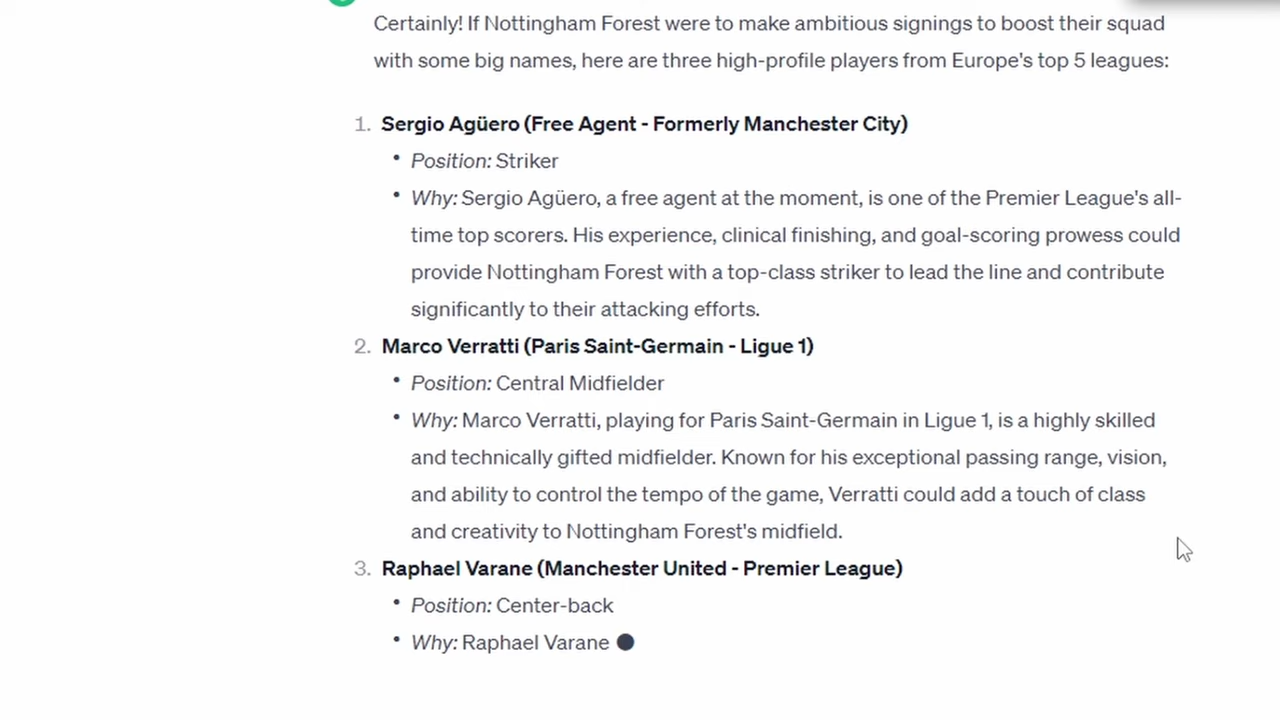 Certainly! If Nottingham Forest were to make ambitious signings to boost their squad
with some big names, here are three high-profile players from Europe's top 5 leagues:
1. Sergio Agüero (Free Agent - Formerly Manchester City)
• Position: Striker
• Why: Sergio Agüero, a free agent at the moment, is one of the Premier League's all-
time top scorers. His experience, clinical finishing, and goal-scoring prowess could
provide Nottingham Forest with a top-class striker to lead the line and contribute
significantly to their attacking efforts.
2. Marco Verratti (Paris Saint-Germain - Ligue 1)
• Position: Central Midfielder
• Why: Marco Verratti, playing for Paris Saint-Germain in Ligue 1, is a highly skilled
and technically gifted midfielder. Known for his exceptional passing range, vision,
and ability to control the tempo of the game, Verratti could add a touch of class
and creativity to Nottingham Forest's midfield.
3. Raphael Varane (Manchester United - Premier League)
• Position: Center-back
• Why: Raphael Varane